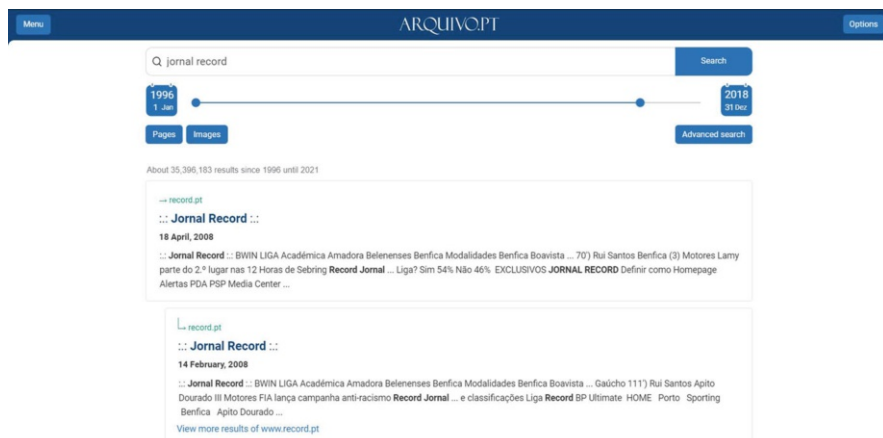 Menu
ARQUIVO.PT
Options
jornal record
Search
1996
1 Jan
2018
31 Dez
Pages
Images
Advanced search
About 35,396,183 results since 1996 until 2021
→ record.pt
:.: Jornal Record :.:
18 April, 2008
:.: Jornal Record :.: BWIN LIGA Académica Amadora Belenenses Benfica Modalidades Benfica Boavista ... 70') Rui Santos Benfica (3) Motores Lamy
parte do 2.º lugar nas 12 Horas de Sebring Record Jornal ... Liga? Sim 54% Não 46% EXCLUSIVOS JORNAL RECORD Definir como Homepage
Alertas PDA PSP Media Center ...
record.pt
:.: Jornal Record :.:
14 February, 2008
:.: Jornal Record :.: BWIN LIGA Académica Amadora Belenenses Benfica Modalidades Benfica Boavista ... Gaúcho 111') Rui Santos Apito
Dourado III Motores FIA lança campanha anti-racismo Record Jornal ... e classificações Liga Record BP Ultimate HOME Porto Sporting
Benfica Apito Dourado ...
View more results of www.record.pt